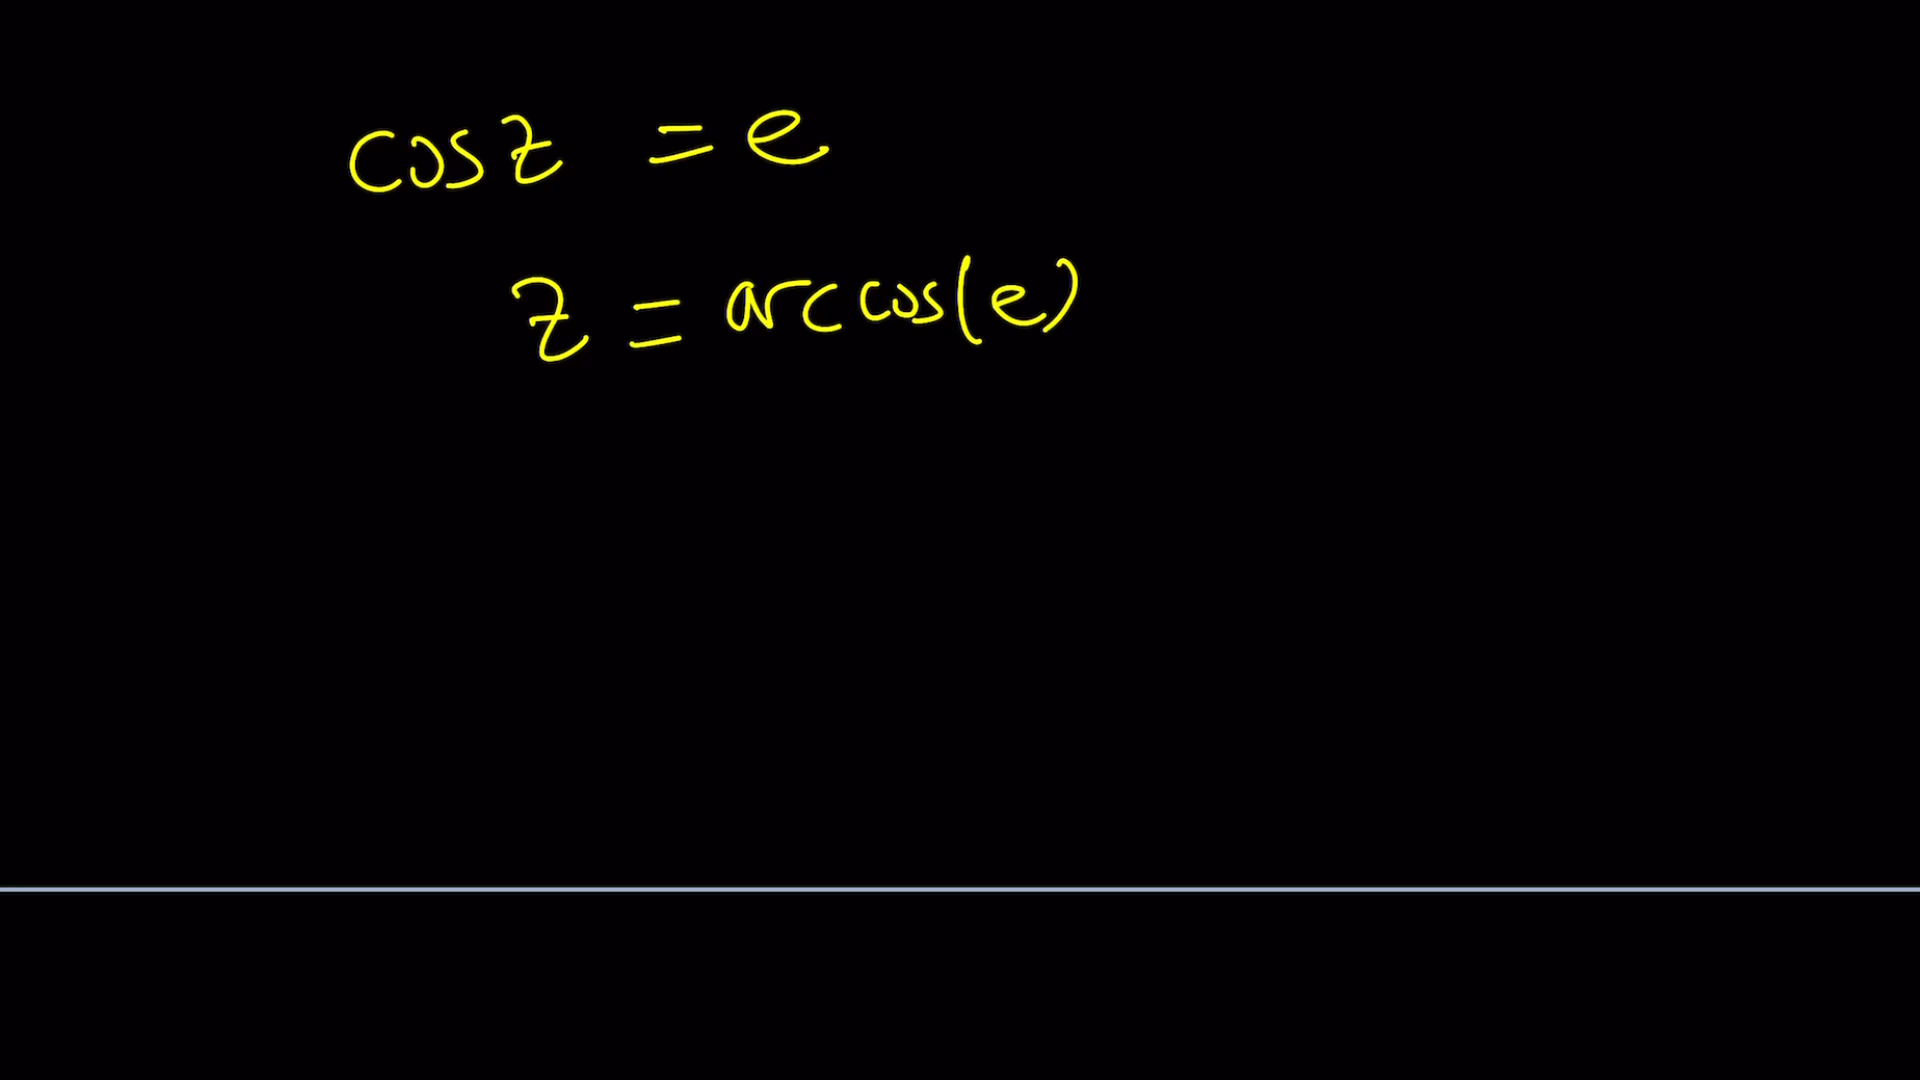 cos z = e
z = arccos(e)